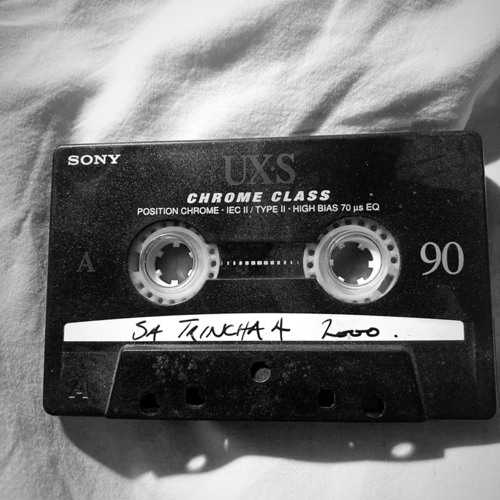 SONY
UX·S
CHROME CLASS
POSITION CHROME · IEC II / TYPE II · HIGH BIAS 70 µs EQ
A
90
SA TRINCHA 4 2000.
A